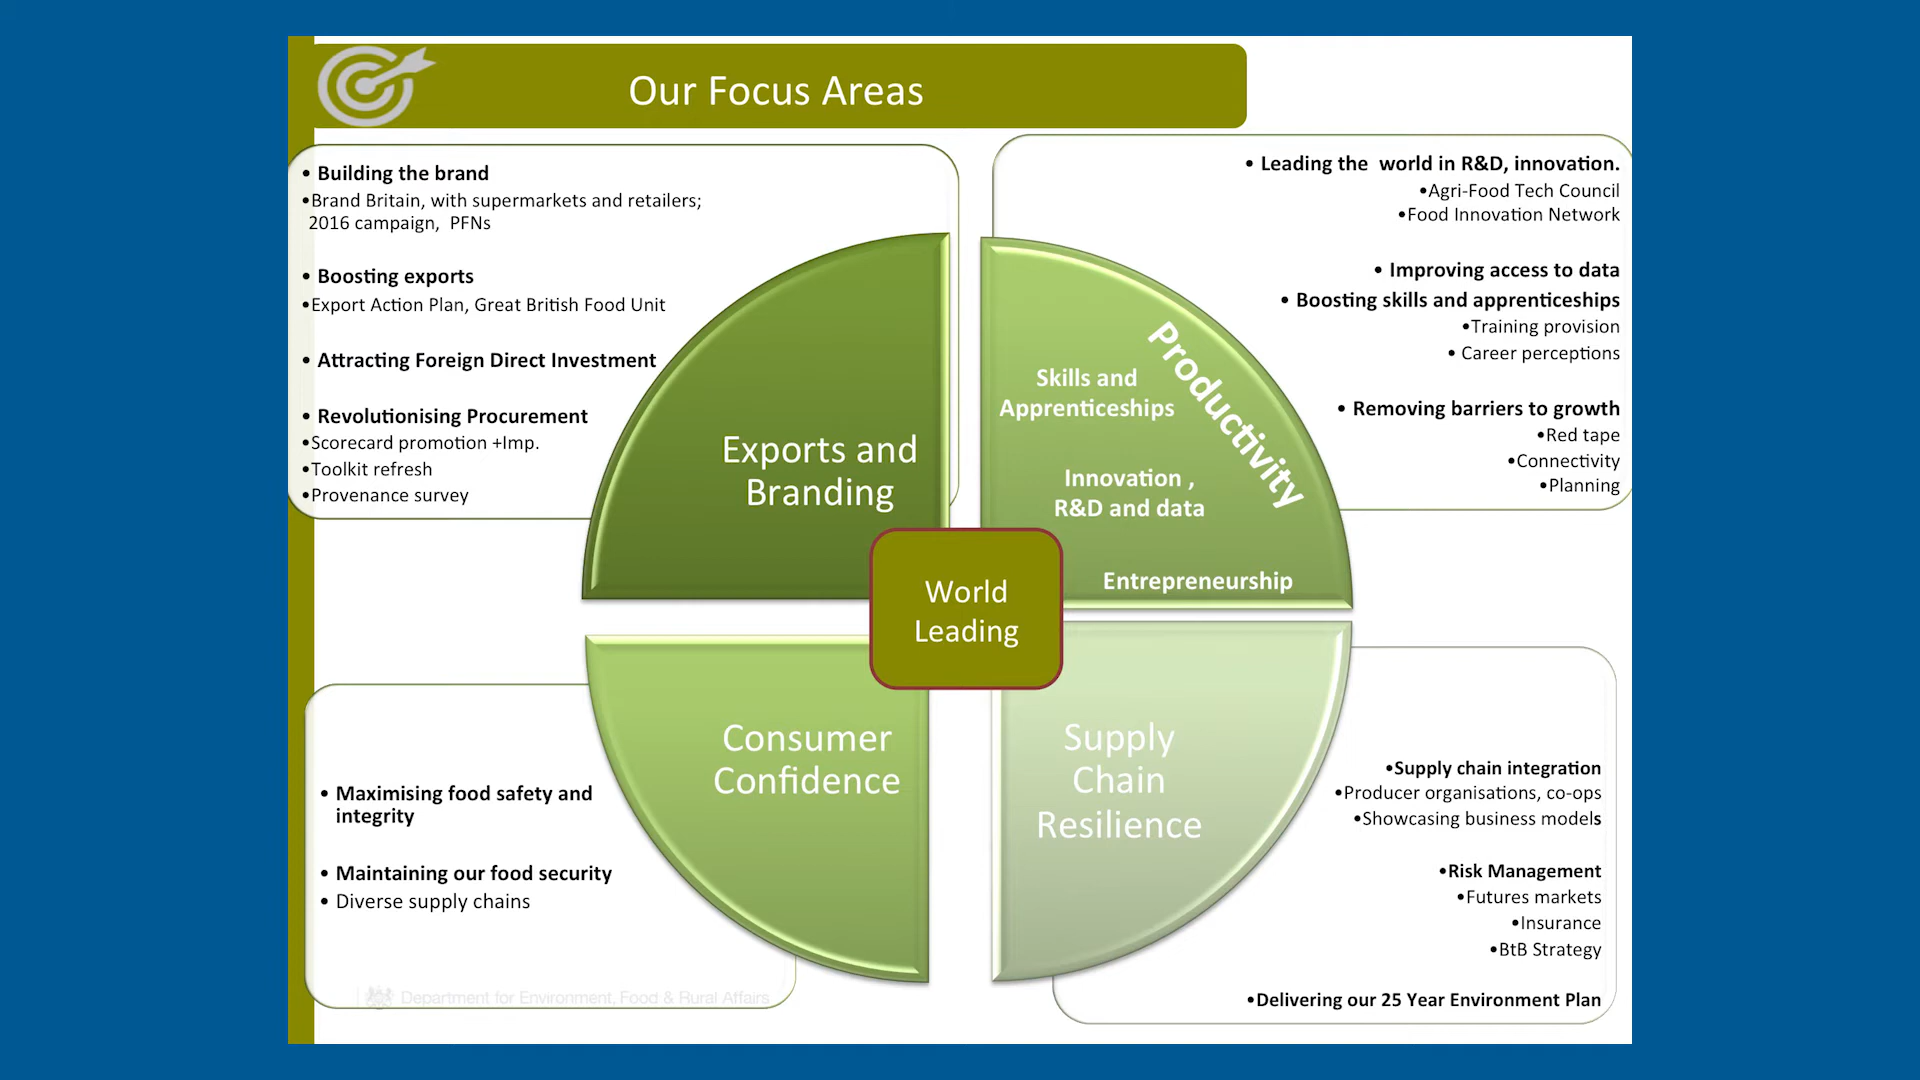 Our Focus Areas
• Building the brand
•Brand Britain, with supermarkets and retailers;
2016 campaign,  PFNs
• Boosting exports
•Export Action Plan, Great British Food Unit
• Attracting Foreign Direct Investment
• Revolutionising Procurement
•Scorecard promotion +Imp.
•Toolkit refresh
•Provenance survey
• Leading the  world in R&D, innovation.
•Agri-Food Tech Council
•Food Innovation Network
• Improving access to data
• Boosting skills and apprenticeships
•Training provision
• Career perceptions
• Removing barriers to growth
•Red tape
•Connectivity
•Planning
Exports and
Branding
Productivity
Skills and
Apprenticeships
Innovation ,
R&D and data
Entrepreneurship
World
Leading
Consumer
Confidence
Supply
Chain
Resilience
• Maximising food safety and
integrity
• Maintaining our food security
• Diverse supply chains
•Supply chain integration
•Producer organisations, co-ops
•Showcasing business models
•Risk Management
•Futures markets
•Insurance
•BtB Strategy
•Delivering our 25 Year Environment Plan
Department for Environment, Food & Rural Affairs